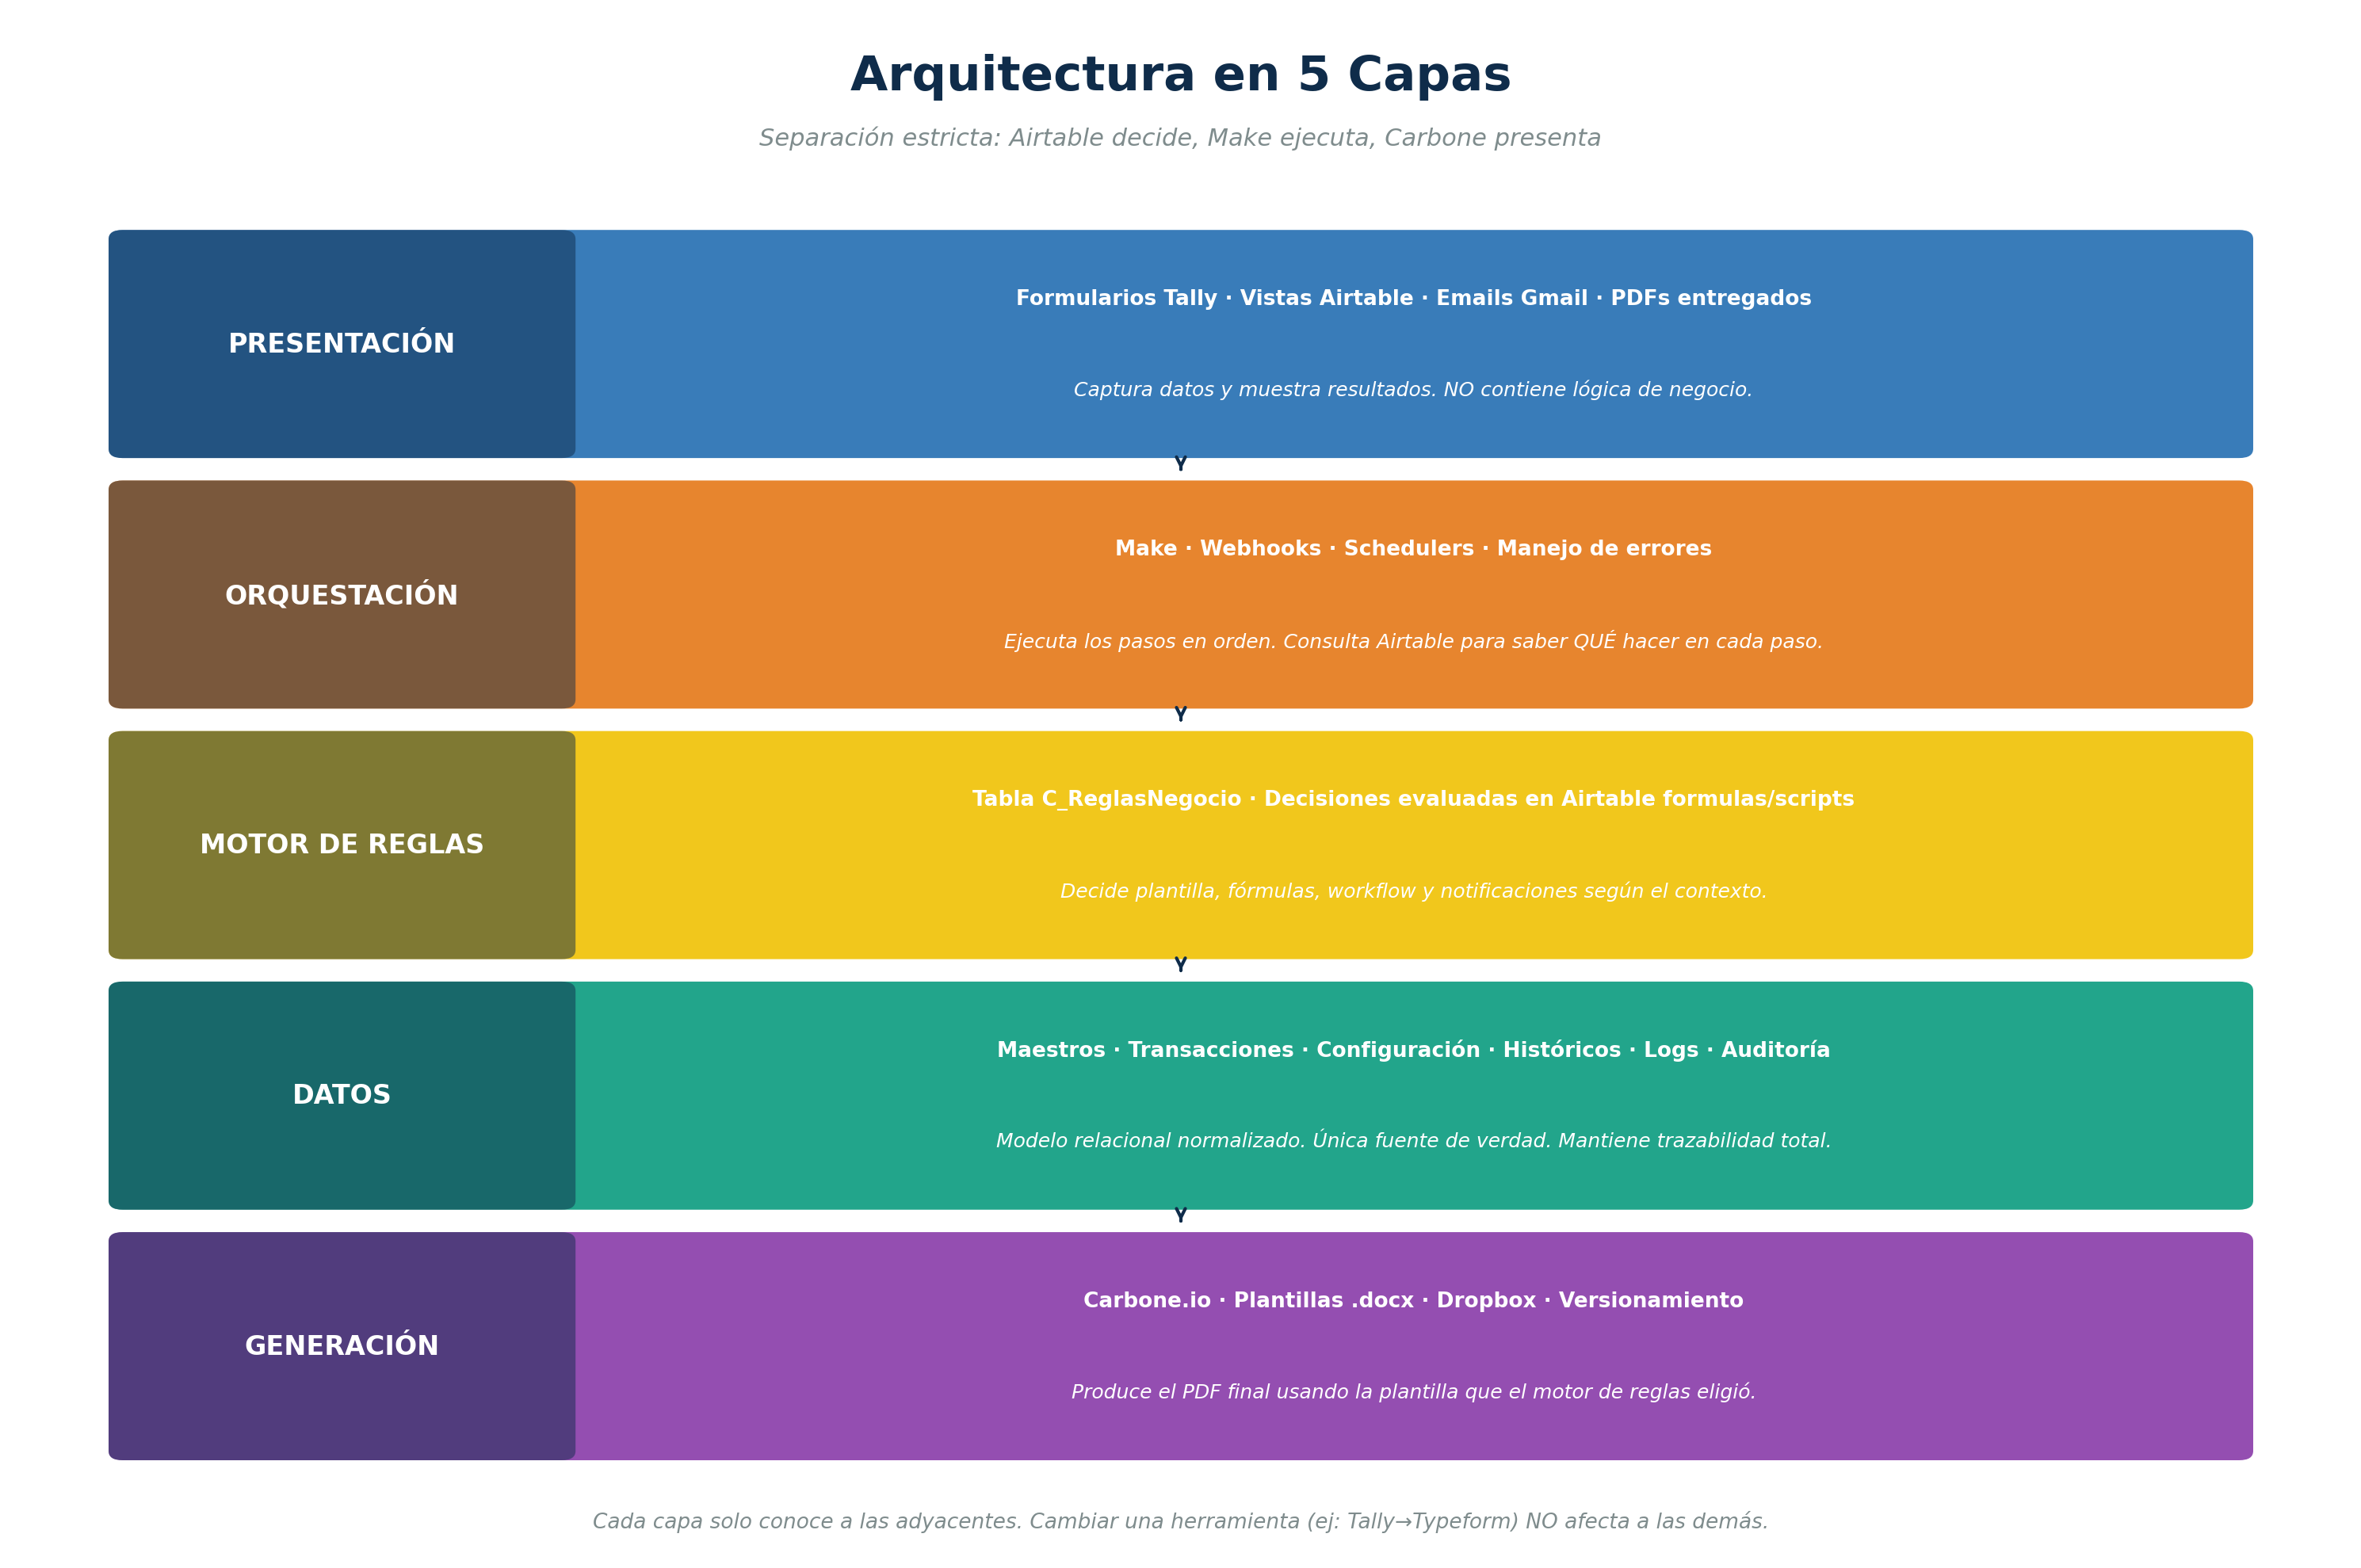 Arquitectura en 5 Capas
Separación estricta: Airtable decide, Make ejecuta, Carbone presenta
PRESENTACIÓN
Formularios Tally · Vistas Airtable · Emails Gmail · PDFs entregados
Captura datos y muestra resultados. NO contiene lógica de negocio.
ORQUESTACIÓN
Make · Webhooks · Schedulers · Manejo de errores
Ejecuta los pasos en orden. Consulta Airtable para saber QUÉ hacer en cada paso.
MOTOR DE REGLAS
Tabla C_ReglasNegocio · Decisiones evaluadas en Airtable formulas/scripts
Decide plantilla, fórmulas, workflow y notificaciones según el contexto.
DATOS
Maestros · Transacciones · Configuración · Históricos · Logs · Auditoría
Modelo relacional normalizado. Única fuente de verdad. Mantiene trazabilidad total.
GENERACIÓN
Carbone.io · Plantillas .docx · Dropbox · Versionamiento
Produce el PDF final usando la plantilla que el motor de reglas eligió.
Cada capa solo conoce a las adyacentes. Cambiar una herramienta (ej: Tally→Typeform) NO afecta a las demás.